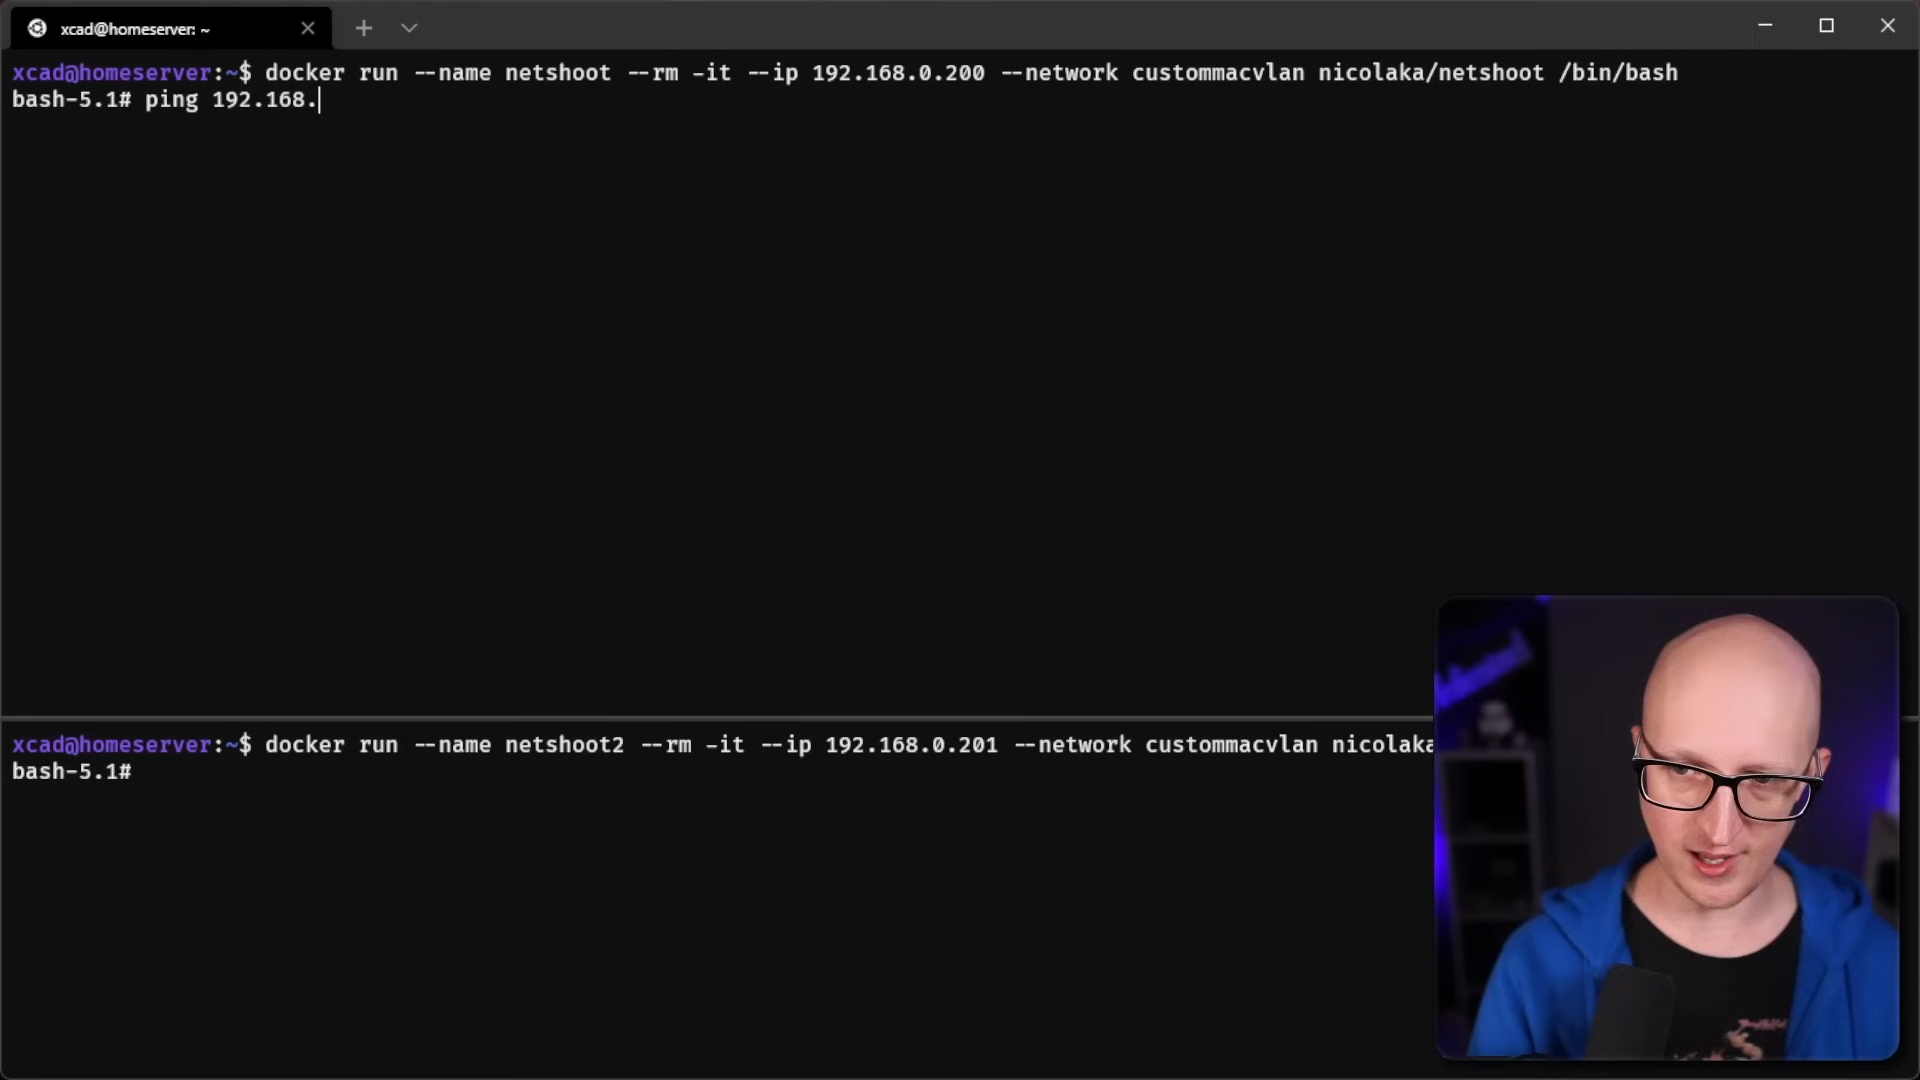 xcad@homeserver: ~
xcad@homeserver:~$ docker run --name netshoot --rm -it --ip 192.168.0.200 --network custommacvlan nicolaka/netshoot /bin/bash
bash-5.1# ping 192.168.
xcad@homeserver:~$ docker run --name netshoot2 --rm -it --ip 192.168.0.201 --network custommacvlan nicolaka
bash-5.1#